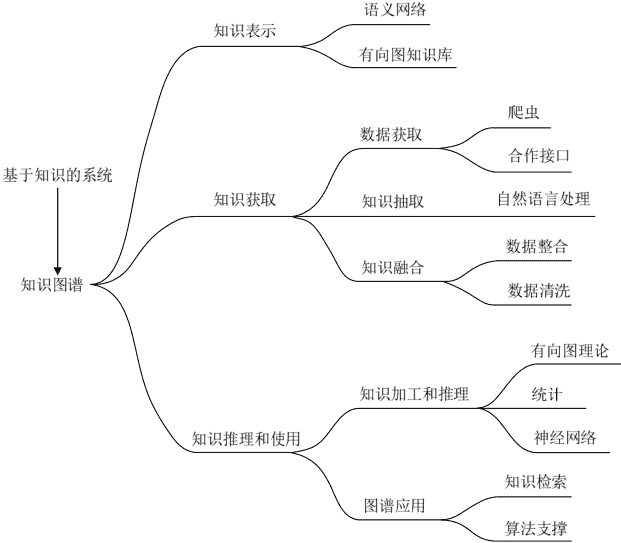 语义网络
知识表示
有向图知识库
爬虫
数据获取
合作接口
基于知识的系统
知识获取
知识抽取
自然语言处理
数据整合
知识融合
知识图谱
数据清洗
有向图理论
知识加工和推理
统计
知识推理和使用
神经网络
知识检索
图谱应用
算法支撑